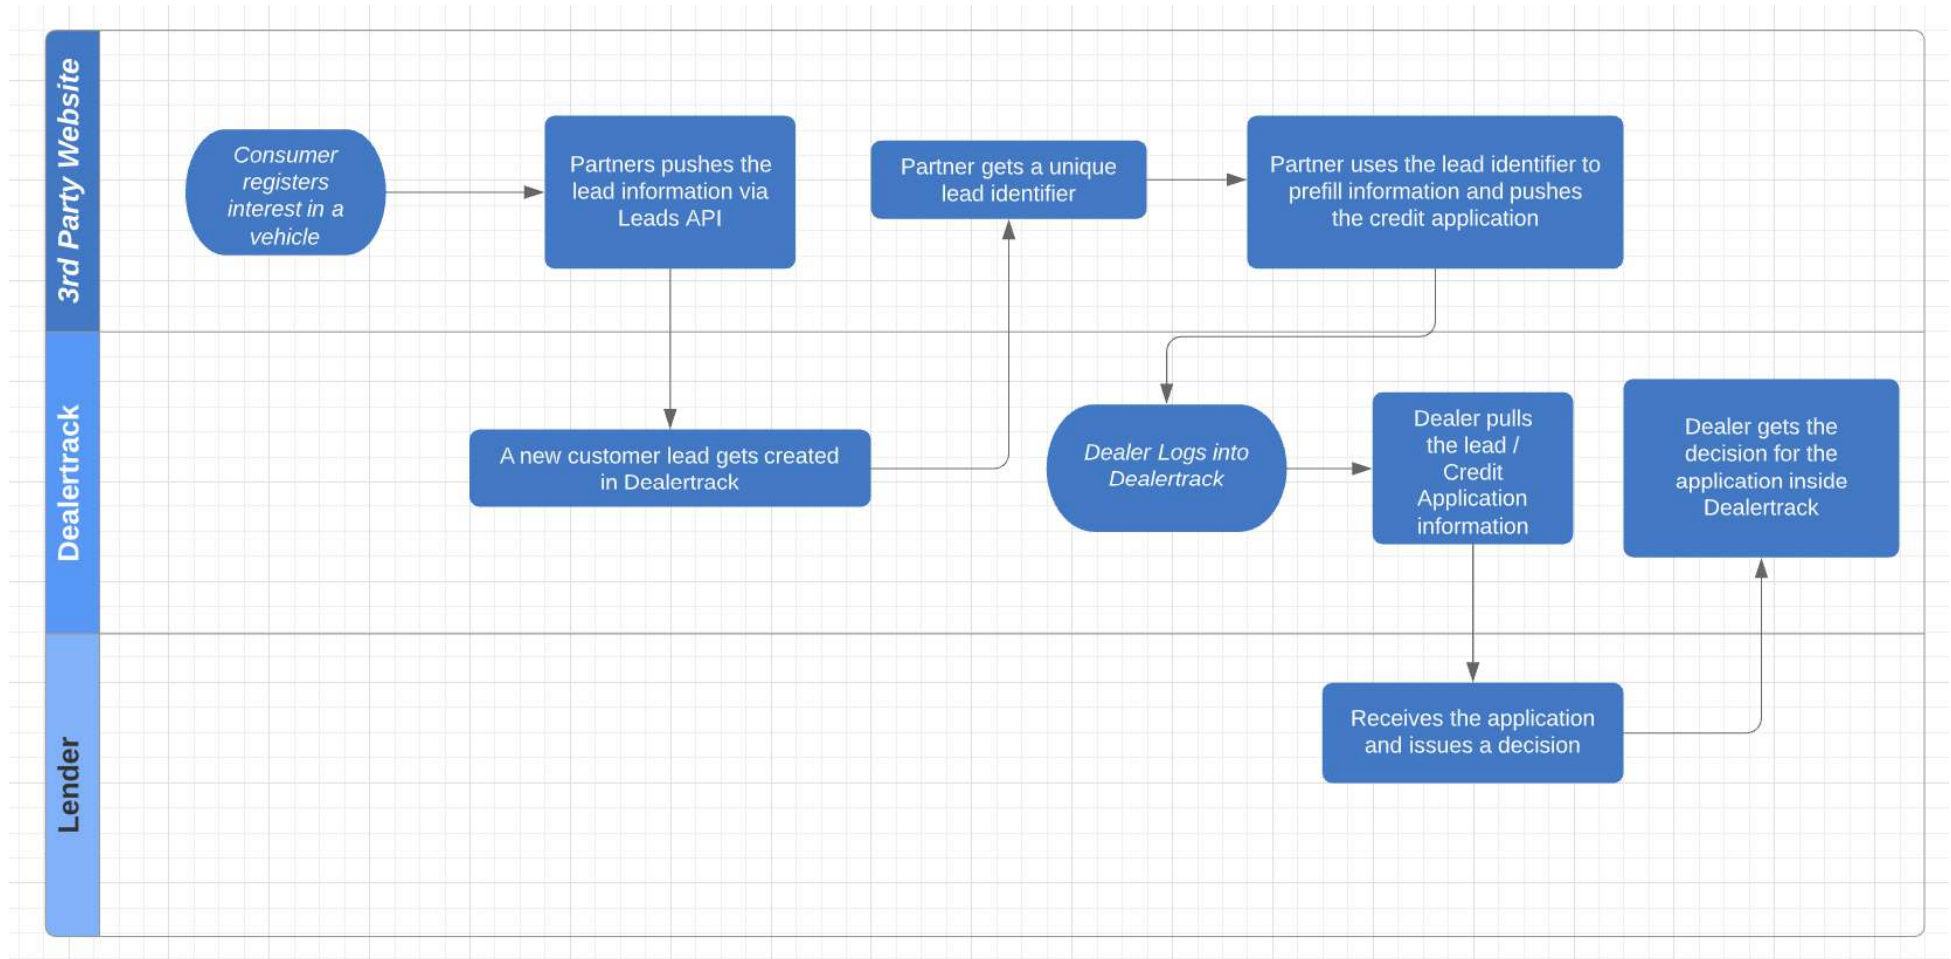 3rd Party Website
Consumer
registers
interest in a
vehicle
Partners pushes the
lead information via
Leads API
Partner gets a unique
lead identifier
Partner uses the lead identifier to
prefill information and pushes
the credit application
Dealertrack
A new customer lead gets created
in Dealertrack
Dealer Logs into
Dealertrack
Dealer pulls
the lead /
Credit
Application
information
Dealer gets the
decision for the
application inside
Dealertrack
Lender
Receives the application
and issues a decision